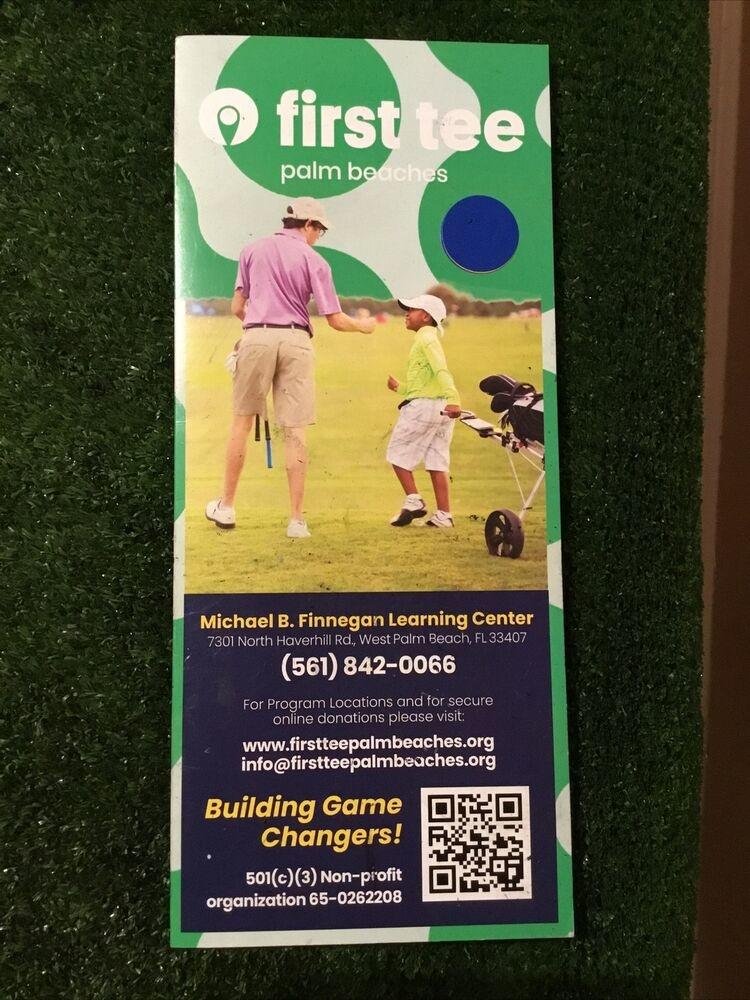 first tee
palm beaches
Michael B. Finnegan Learning Center
7301 North Haverhill Rd., West Palm Beach, FL 33407
(561) 842-0066
For Program Locations and for secure
online donations please visit:
www.firstteepalmbeaches.org
info@firstteepalmbeaches.org
Building Game
Changers!
501(c)(3) Non-profit
organization 65-0262208